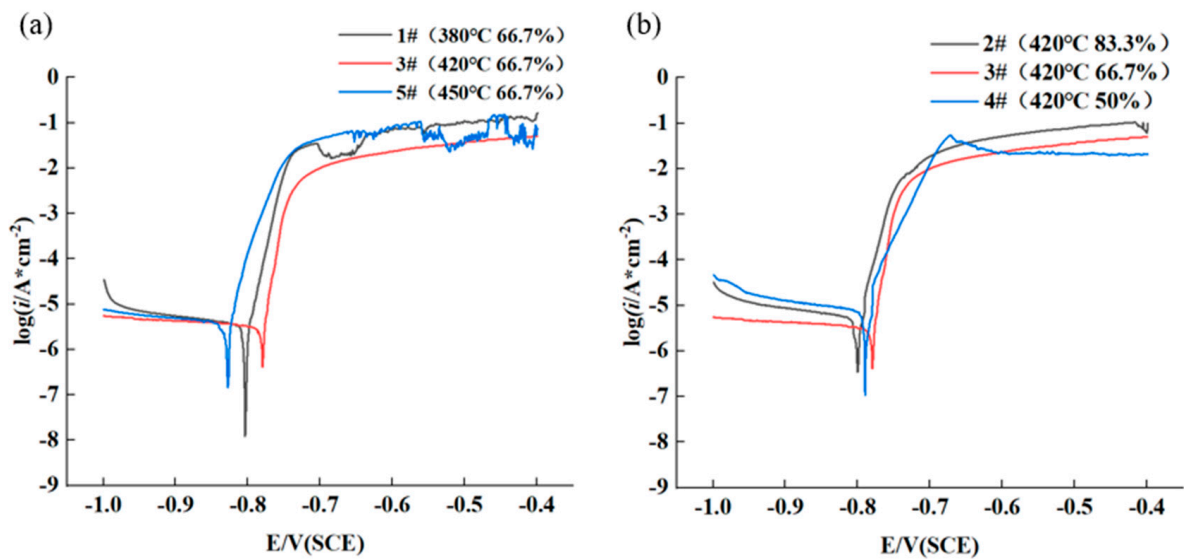 (a)
1#（380°C 66.7%）
3#（420°C 66.7%）
5#（450°C 66.7%）
0
-1
-2
-3
-4
-5
-6
-7
-8
-9
log(i/A*cm-2)
-1.0 -0.9 -0.8 -0.7 -0.6 -0.5 -0.4
E/V(SCE)
(b)
2#（420°C 83.3%）
3#（420°C 66.7%）
4#（420°C 50%）
0
-1
-2
-3
-4
-5
-6
-7
-8
-9
log(i/A*cm-2)
-1.0 -0.9 -0.8 -0.7 -0.6 -0.5 -0.4
E/V(SCE)